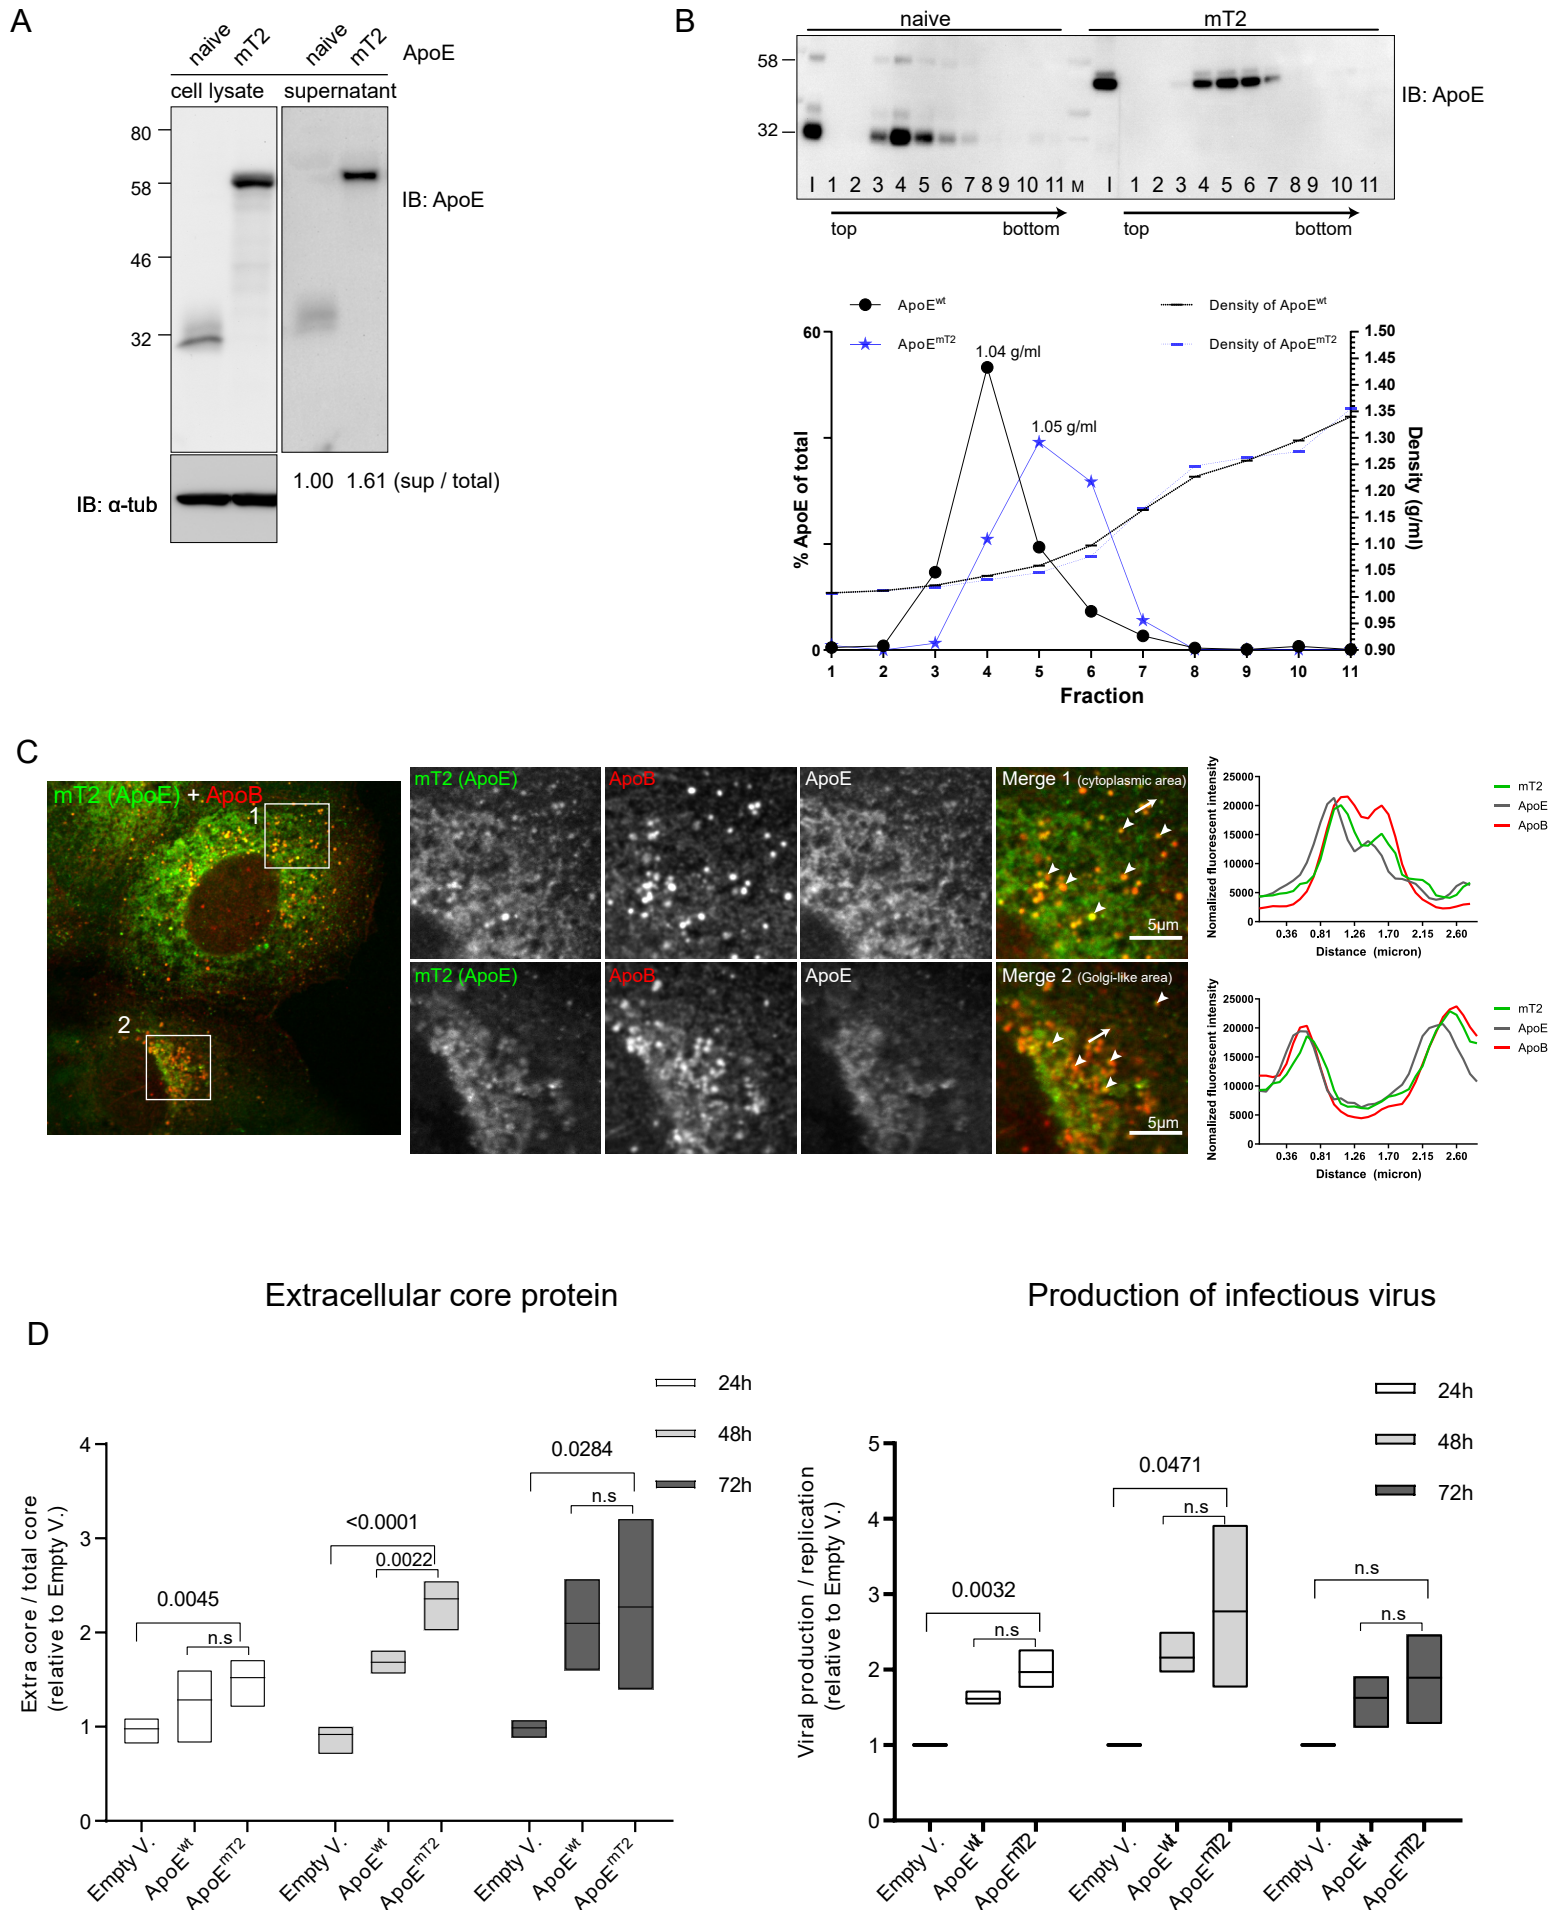 A
naive
mT2
naive
mT2
ApoE
cell lysate
supernatant
80
58
46
32
IB: ApoE
IB: α-tub
1.00 1.61 (sup / total)
B
naive
mT2
58
32
IB: ApoE
I 1 2 3 4 5 6 7 8 9 10 11 M I 1 2 3 4 5 6 7 8 9 10 11
top bottom top bottom
ApoEwt
ApoEmT2
Density of ApoEwt
Density of ApoEmT2
1.04 g/ml
1.05 g/ml
60
0
% ApoE of total
1.50
1.45
1.40
1.35
1.30
1.25
1.20
1.15
1.10
1.05
1.00
0.95
0.90
Density (g/ml)
1 2 3 4 5 6 7 8 9 10 11
Fraction
C
mT2 (ApoE) + ApoB
1
2
mT2 (ApoE)
ApoB
ApoE
Merge 1 (cytoplasmic area)
5µm
mT2 (ApoE)
ApoB
ApoE
Merge 2 (Golgi-like area)
5µm
Nomalized fluorescent intensity
25000
20000
15000
10000
5000
0
0.36 0.81 1.26 1.70 2.15 2.60
Distance (micron)
mT2
ApoE
ApoB
Nomalized fluorescent intensity
25000
20000
15000
10000
5000
0
0.36 0.81 1.26 1.70 2.15 2.60
Distance (micron)
mT2
ApoE
ApoB
D
Extracellular core protein
24h
48h
72h
Extra core / total core
(relative to Empty V.)
4
3
2
1
0
0.0045
n.s
<0.0001
0.0022
0.0284
n.s
Empty V.
ApoEwt
ApoEmT2
Empty V.
ApoEwt
ApoEmT2
Empty V.
ApoEwt
ApoEmT2
Production of infectious virus
24h
48h
72h
Viral production / replication
(relative to Empty V.)
5
4
3
2
1
0
0.0032
n.s
0.0471
n.s
n.s
n.s
Empty V.
ApoEwt
ApoEmT2
Empty V.
ApoEwt
ApoEmT2
Empty V.
ApoEwt
ApoEmT2